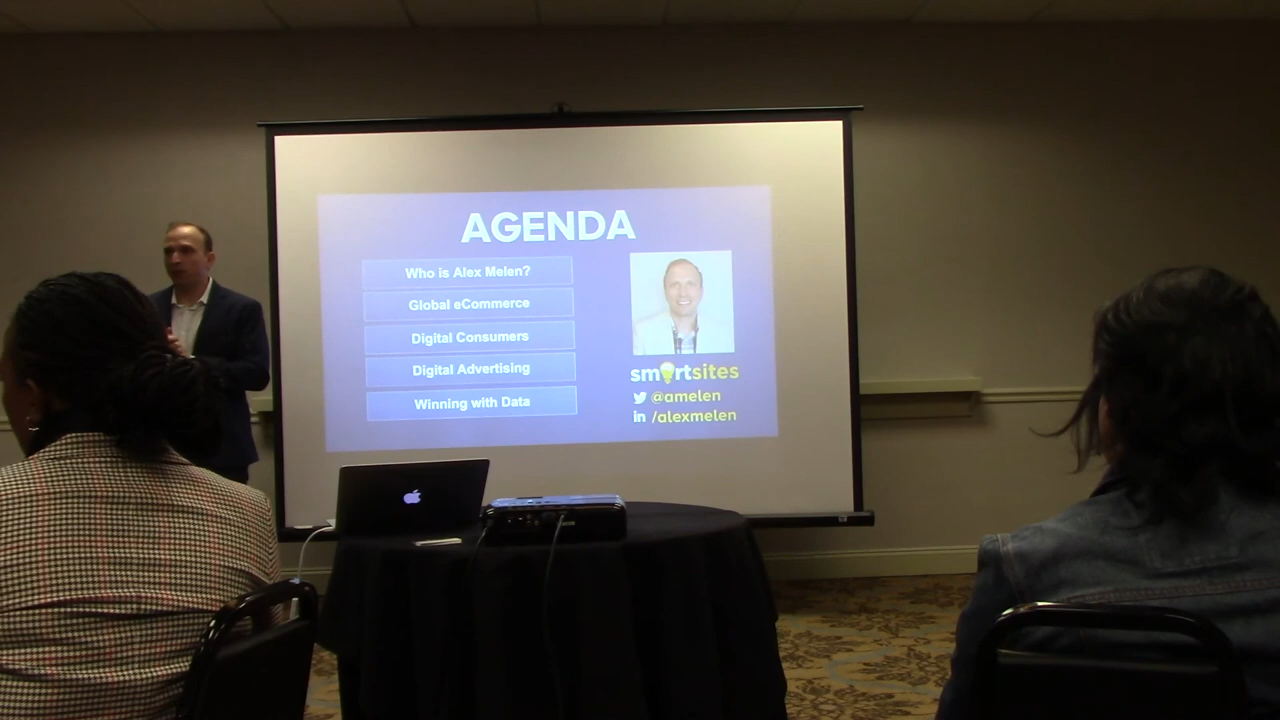 AGENDA
Who is Alex Melen?
Global eCommerce
Digital Consumers
Digital Advertising
Winning with Data
smartsites
@amelen
/alexmelen